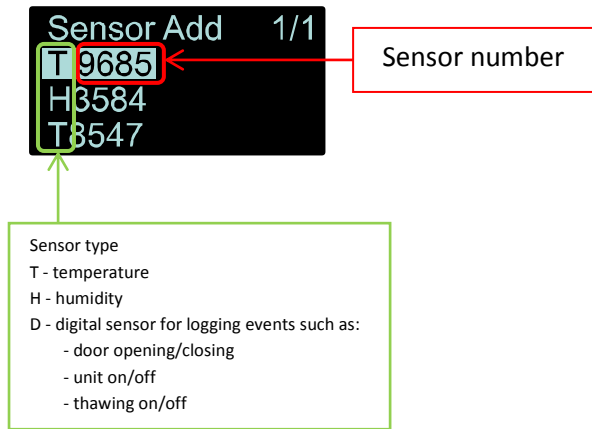 Sensor Add 1/1
T 9685
H3584
T8547
Sensor number
Sensor type
T - temperature
H - humidity
D - digital sensor for logging events such as:
- door opening/closing
- unit on/off
- thawing on/off